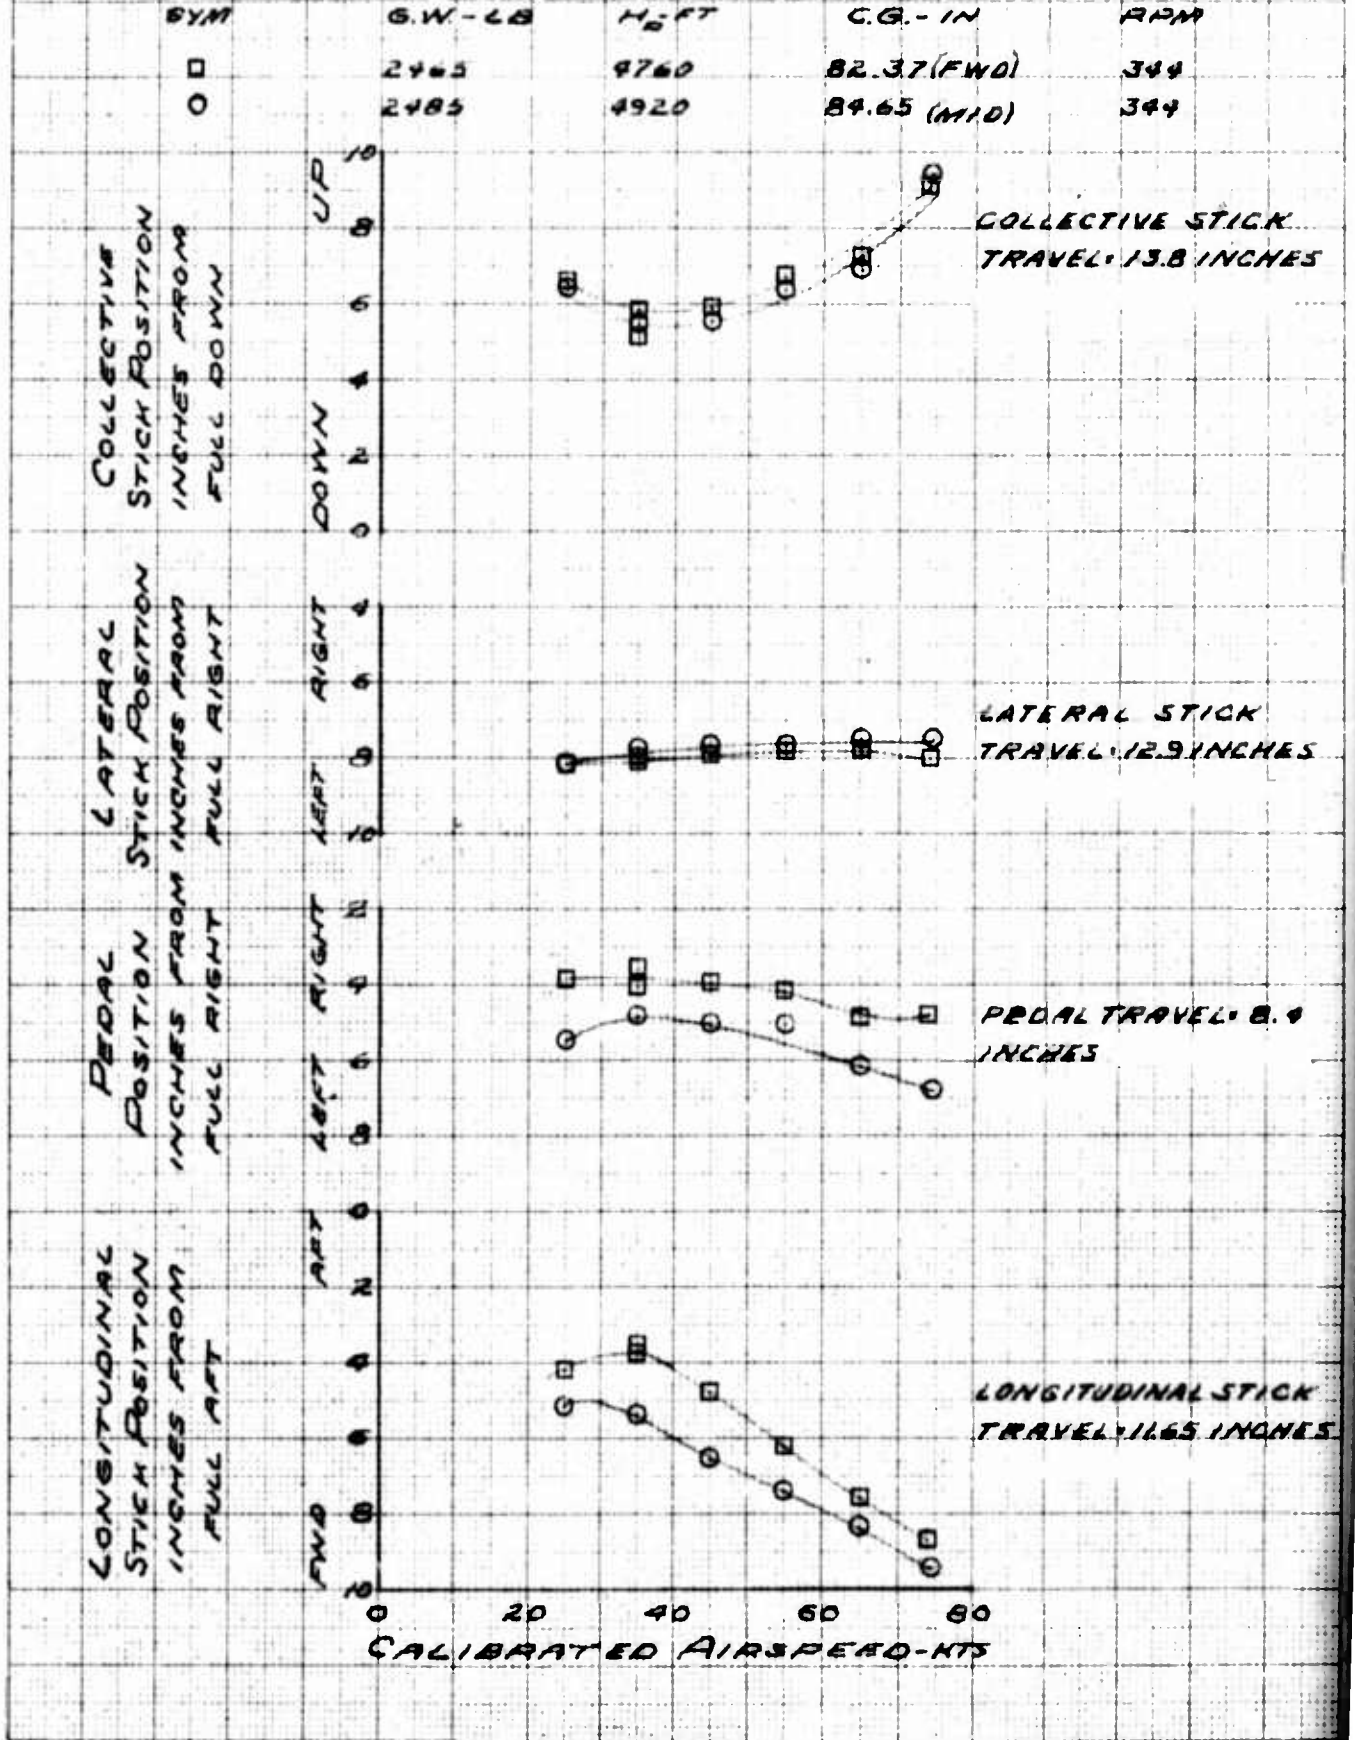 SYM G.W.-LB Hp-FT C.G.-IN RPM
□ 2465 4760 82.37 (FWD) 344
○ 2485 4920 84.65 (MID) 344
COLLECTIVE
STICK POSITION
INCHES FROM
FULL DOWN
DOWN UP
10
8
6
4
2
0
COLLECTIVE STICK
TRAVEL: 13.8 INCHES
LATERAL
STICK POSITION
INCHES FROM
FULL RIGHT
LEFT RIGHT
4
6
8
10
LATERAL STICK
TRAVEL: 12.9 INCHES
PEDAL
POSITION
INCHES FROM
FULL RIGHT
LEFT RIGHT
2
4
6
8
PEDAL TRAVEL: 8.4
INCHES
LONGITUDINAL
STICK POSITION
INCHES FROM
FULL AFT
FWD AFT
0
2
4
6
8
10
LONGITUDINAL STICK
TRAVEL: 11.65 INCHES
0 20 40 60 80
CALIBRATED AIRSPEED-KTS